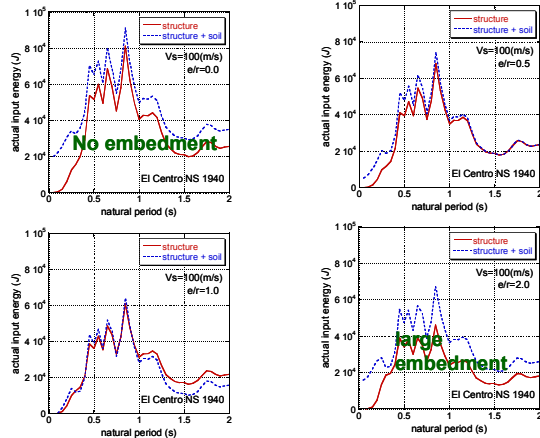 1 10⁴
8 10⁴
6 10⁴
4 10⁴
2 10⁴
0
actual input energy (J)
structure
structure + soil
Vs=100(m/s)
e/r=0.0
No embedment
El Centro NS 1940
0 0.5 1 1.5 2
natural period (s)
1 10⁵
8 10⁴
6 10⁴
4 10⁴
2 10⁴
0
actual input energy (J)
structure
structure + soil
Vs=100(m/s)
e/r=0.5
El Centro NS 1940
0 0.5 1 1.5 2
natural period (s)
1 10⁵
8 10⁴
6 10⁴
4 10⁴
2 10⁴
0
actual input energy (J)
structure
structure + soil
Vs=100(m/s)
e/r=1.0
El Centro NS 1940
0 0.5 1 1.5 2
natural period (s)
1 10⁵
8 10⁴
6 10⁴
4 10⁴
2 10⁴
0
actual input energy (J)
structure
structure + soil
Vs=100(m/s)
e/r=2.0
large
embedment
El Centro NS 1940
0 0.5 1 1.5 2
natural period (s)